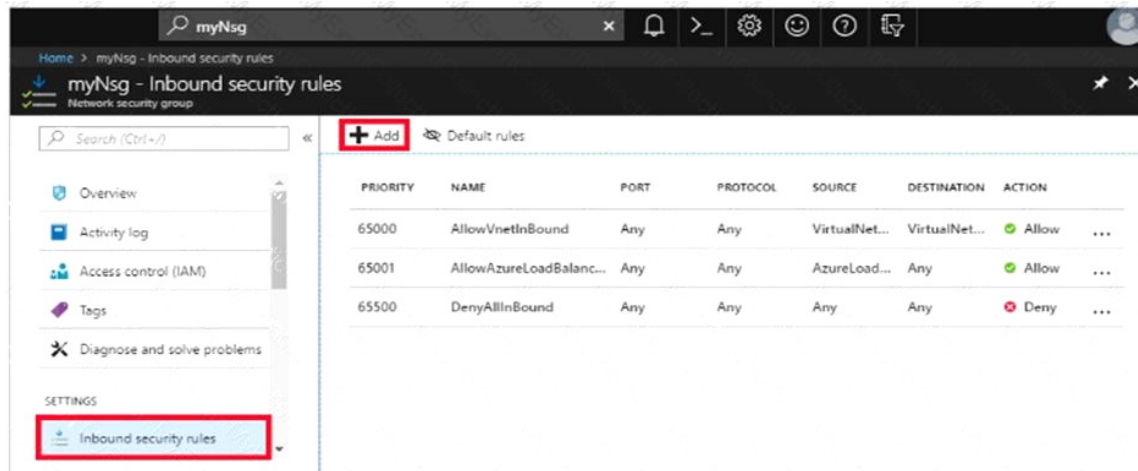 myNsg
Home > myNsg - Inbound security rules
myNsg - Inbound security rules
Network security group
Search (Ctrl+/)
Add Default rules
Overview
Activity log
Access control (IAM)
Tags
Diagnose and solve problems
SETTINGS
Inbound security rules
PRIORITY NAME PORT PROTOCOL SOURCE DESTINATION ACTION
65000 AllowVnetInBound Any Any VirtualNet... VirtualNet... Allow ...
65001 AllowAzureLoadBalanc... Any Any AzureLoad... Any Allow ...
65500 DenyAllInBound Any Any Any Any Deny ...